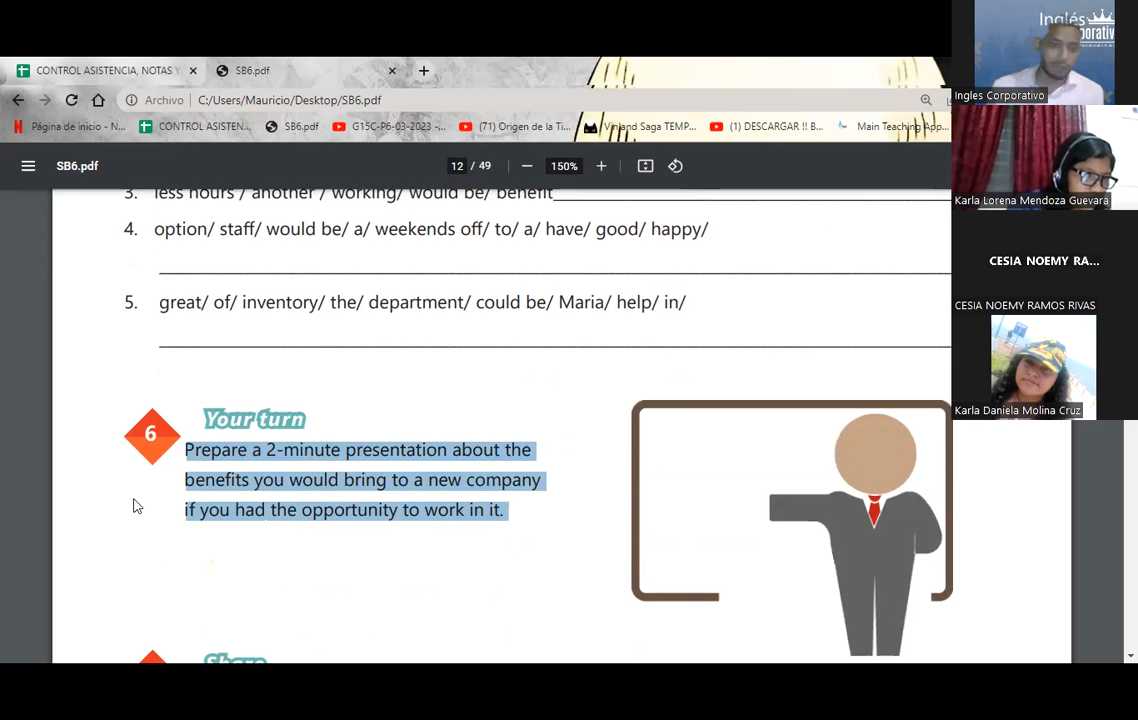 CONTROL ASISTENCIA, NOTAS Y
SB6.pdf
Archivo
C:/Users/Mauricio/Desktop/SB6.pdf
Página de inicio - N...
CONTROL ASISTEN...
SB6.pdf
G15C-P6-03-2023 -...
(71) Origen de la Ti...
Vinland Saga TEMP...
(1) DESCARGAR !! B...
Main Teaching App...
SB6.pdf
12 / 49
150%
3. less hours / another / working/ would be/ benefit
4. option/ staff/ would be/ a/ weekends off/ to/ a/ have/ good/ happy/
5. great/ of/ inventory/ the/ department/ could be/ Maria/ help/ in/
6
Your turn
Prepare a 2-minute presentation about the
benefits you would bring to a new company
if you had the opportunity to work in it.
Share
Inglés
Ingles Corporativo
Karla Lorena Mendoza Guevara
CESIA NOEMY RA...
CESIA NOEMY RAMOS RIVAS
Karla Daniela Molina Cruz